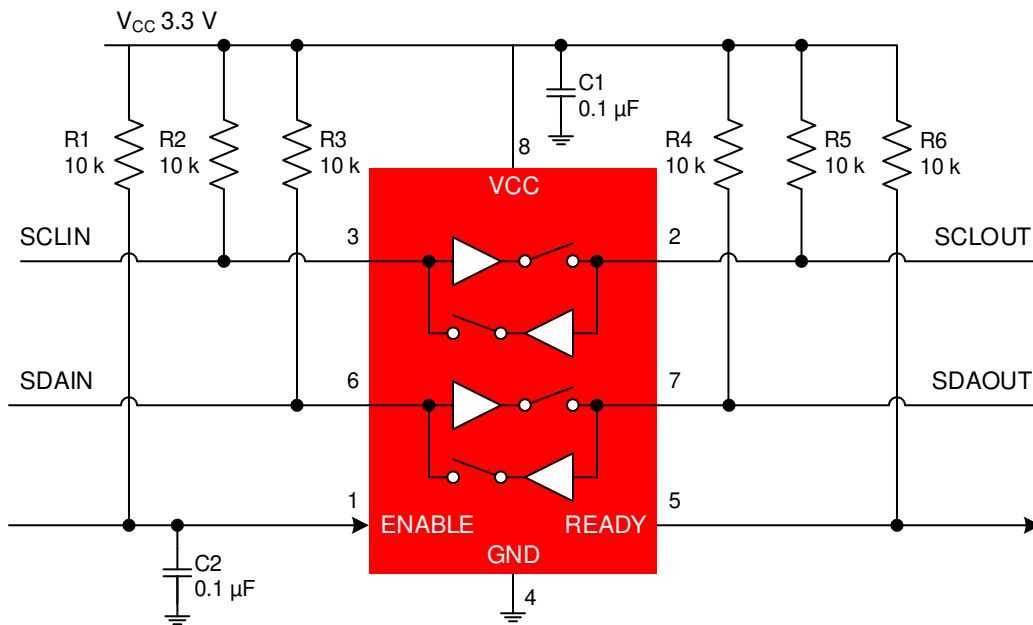 VCC 3.3 V
C1
0.1 µF
R1
10 k
R2
10 k
R3
10 k
8
R4
10 k
R5
10 k
R6
10 k
VCC
SCLIN
3
2
SCLOUT
SDAIN
6
7
SDAOUT
1
ENABLE
READY
5
GND
C2
0.1 µF
4